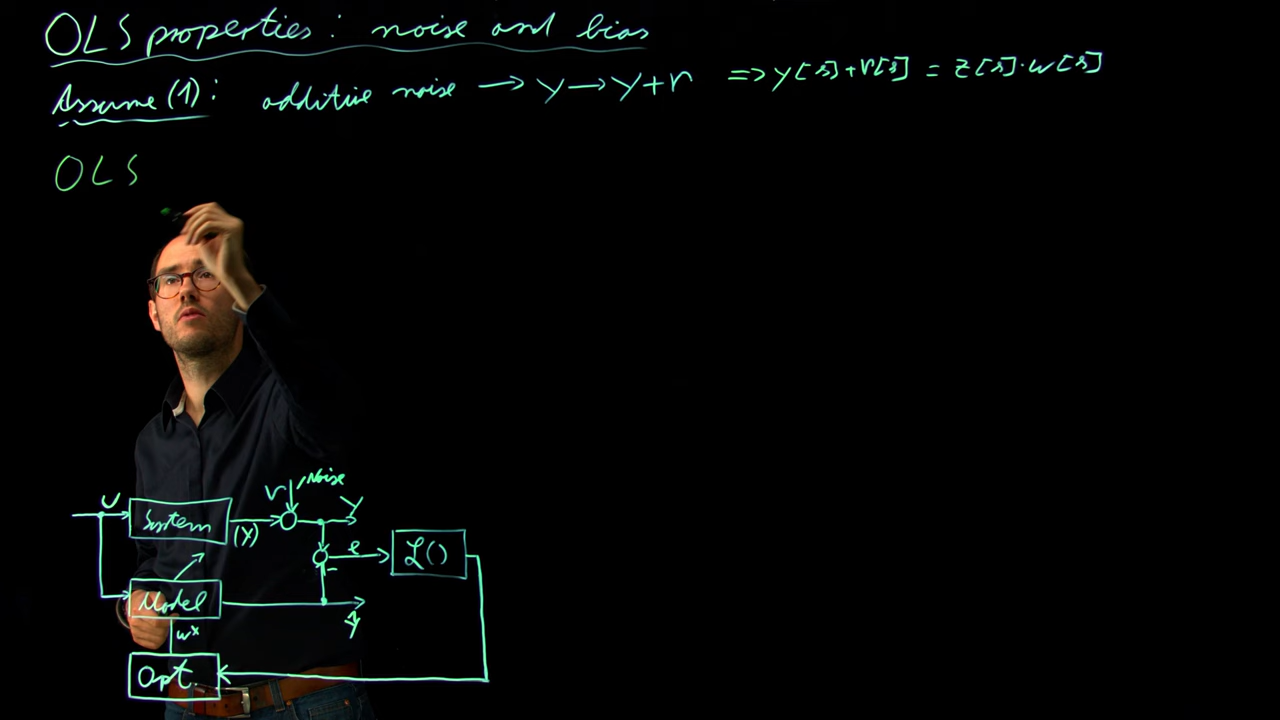 OLS properties: noise and bias
Assume (1): additive noise → y → y+r ⇒ y[s]+r[s] = z[s]·w[s]
OLS
r Noise
u System (y) y
e L()
-
Model ŷ
w*
Opt.